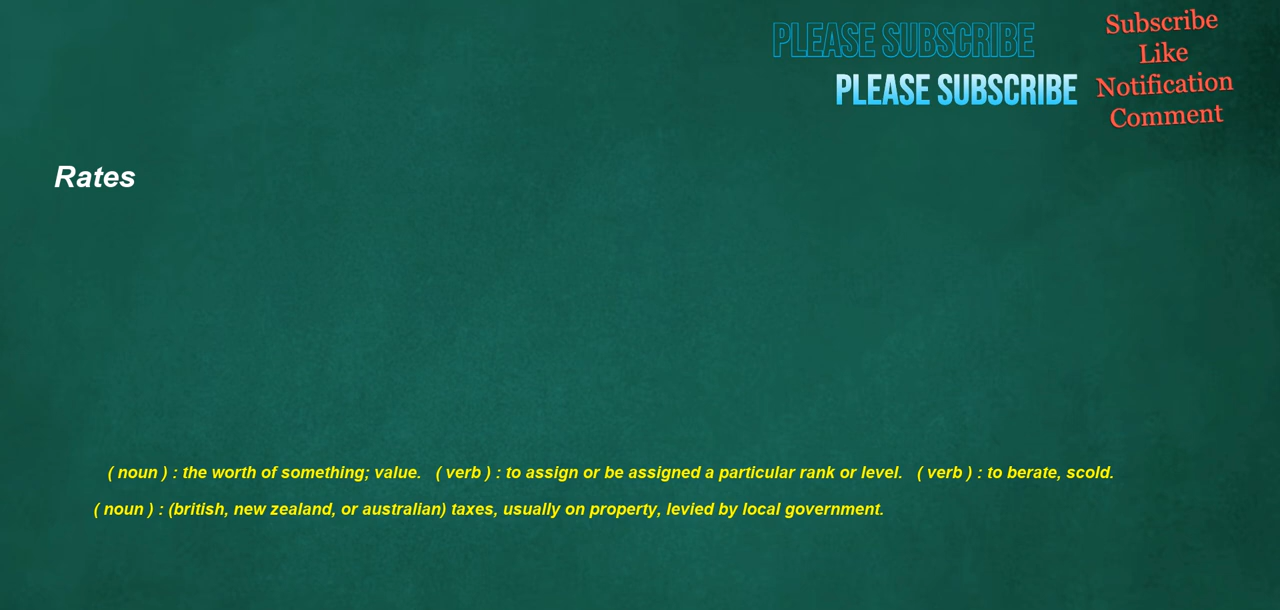 PLEASE SUBSCRIBE
PLEASE SUBSCRIBE
Subscribe
Like
Notification
Comment
Rates
( noun ) : the worth of something; value. ( verb ) : to assign or be assigned a particular rank or level. ( verb ) : to berate, scold.
( noun ) : (british, new zealand, or australian) taxes, usually on property, levied by local government.